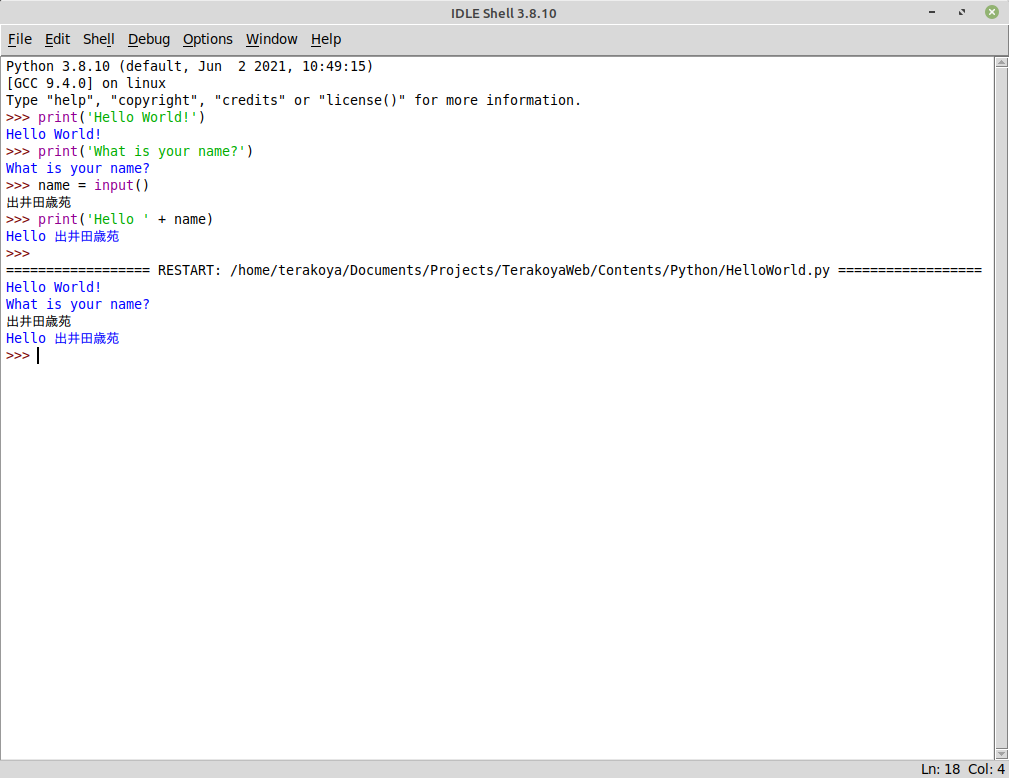 IDLE Shell 3.8.10
File Edit Shell Debug Options Window Help
Python 3.8.10 (default, Jun  2 2021, 10:49:15)
[GCC 9.4.0] on linux
Type "help", "copyright", "credits" or "license()" for more information.
>>> print('Hello World!')
Hello World!
>>> print('What is your name?')
What is your name?
>>> name = input()
出井田歳苑
>>> print('Hello ' + name)
Hello 出井田歳苑
>>>
================== RESTART: /home/terakoya/Documents/Projects/TerakoyaWeb/Contents/Python/HelloWorld.py ==================
Hello World!
What is your name?
出井田歳苑
Hello 出井田歳苑
>>>
Ln: 18 Col: 4